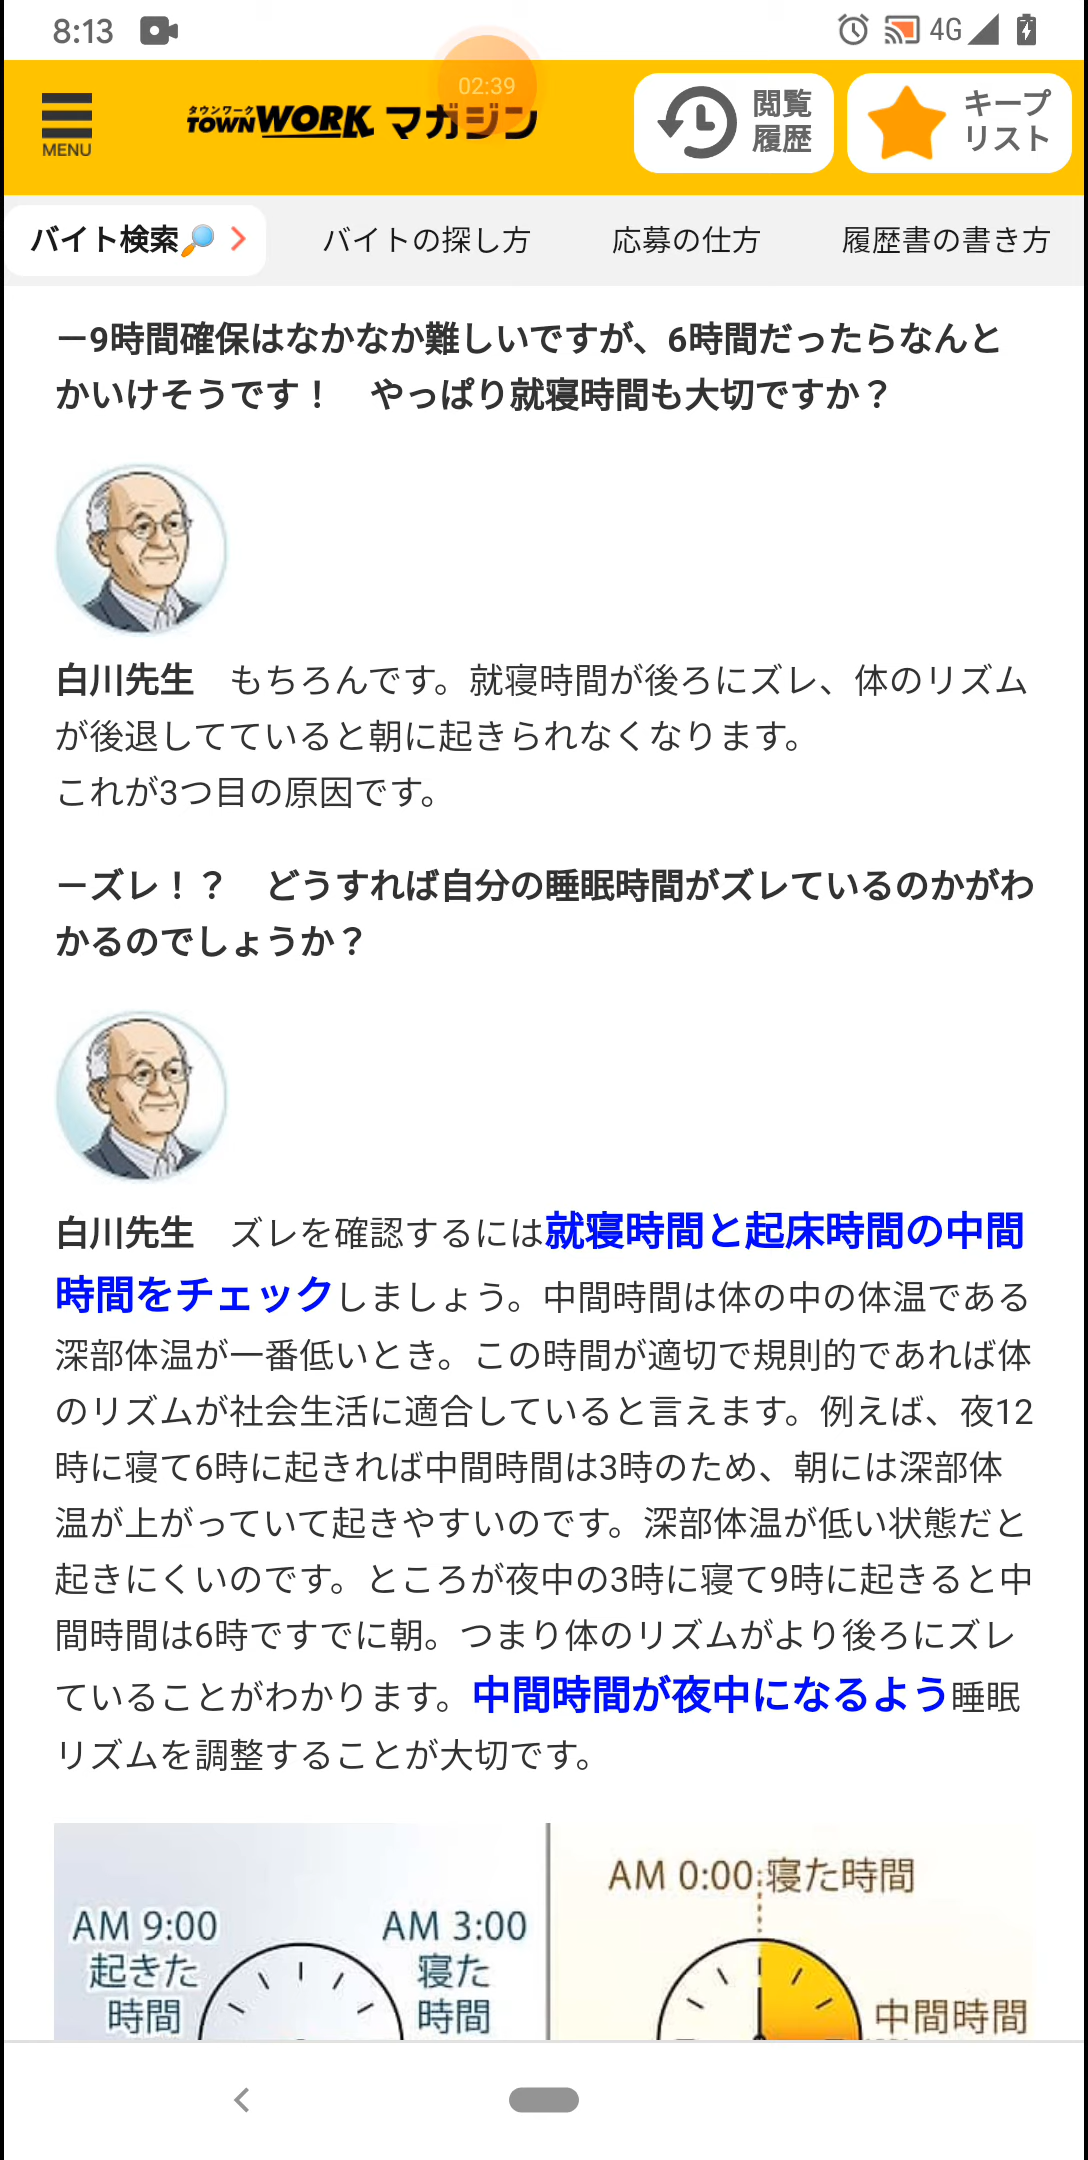 8:13
4G
02:39
MENU
タウンワーク
TOWNWORK マガジン
閲覧
履歴
キープ
リスト
バイト検索
バイトの探し方
応募の仕方
履歴書の書き方
ー9時間確保はなかなか難しいですが、6時間だったらなんと
かいけそうです！　やっぱり就寝時間も大切ですか？
白川先生　もちろんです。就寝時間が後ろにズレ、体のリズム
が後退してていると朝に起きられなくなります。
これが3つ目の原因です。
ーズレ！？　どうすれば自分の睡眠時間がズレているのかがわ
かるのでしょうか？
白川先生　ズレを確認するには就寝時間と起床時間の中間
時間をチェックしましょう。中間時間は体の中の体温である
深部体温が一番低いとき。この時間が適切で規則的であれば体
のリズムが社会生活に適合していると言えます。例えば、夜12
時に寝て6時に起きれば中間時間は3時のため、朝には深部体
温が上がっていて起きやすいのです。深部体温が低い状態だと
起きにくいのです。ところが夜中の3時に寝て9時に起きると中
間時間は6時ですでに朝。つまり体のリズムがより後ろにズレ
ていることがわかります。中間時間が夜中になるよう睡眠
リズムを調整することが大切です。
AM 9:00
起きた
時間
AM 3:00
寝た
時間
AM 0:00 寝た時間
中間時間